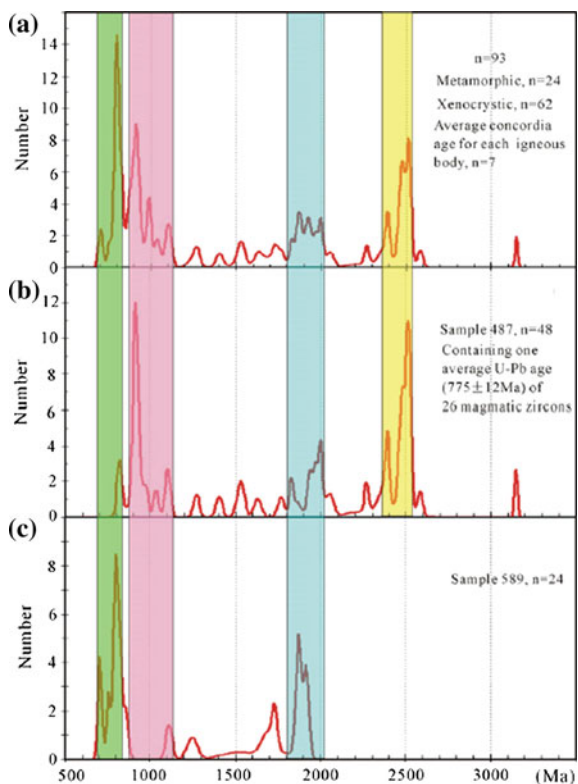 (a)
14
12
10
8
6
4
2
0
Number
n=93
Metamorphic, n=24
Xenocrystic, n=62
Average concordia
age for each igneous
body, n=7
(b)
12
10
8
6
4
2
0
Number
Sample 487, n=48
Containing one
average U-Pb age
(775±12Ma) of
26 magmatic zircons
(c)
8
6
4
2
0
Number
Sample 589, n=24
500 1000 1500 2000 2500 3000 (Ma)